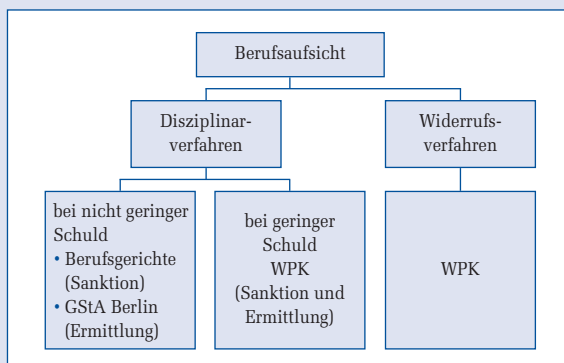 Berufsaufsicht
Disziplinar-
verfahren
Widerrufs-
verfahren
bei nicht geringer
Schuld
• Berufsgerichte
(Sanktion)
• GStA Berlin
(Ermittlung)
bei geringer
Schuld
WPK
(Sanktion und
Ermittlung)
WPK